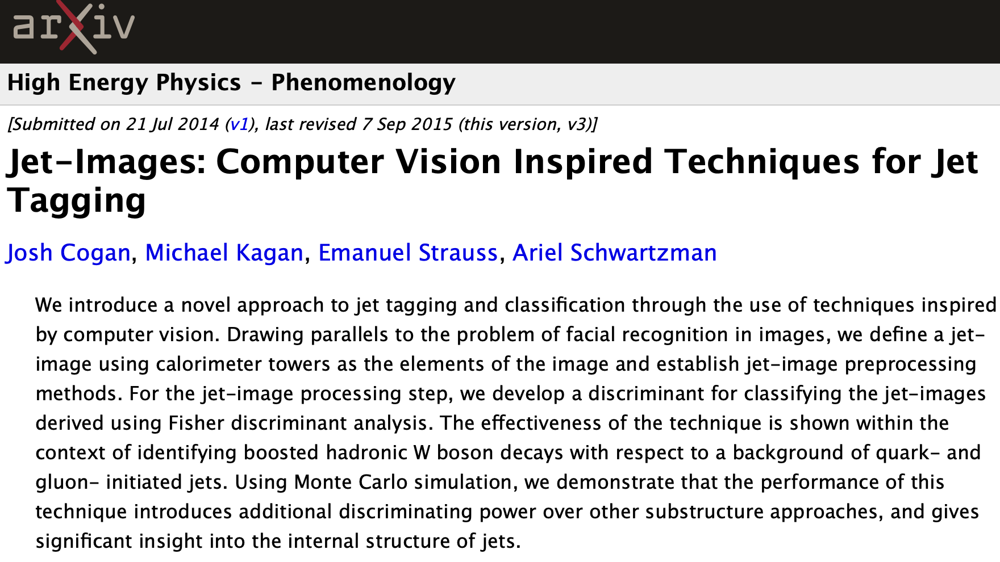 arXiv
High Energy Physics – Phenomenology
[Submitted on 21 Jul 2014 (v1), last revised 7 Sep 2015 (this version, v3)]
Jet–Images: Computer Vision Inspired Techniques for Jet
Tagging
Josh Cogan, Michael Kagan, Emanuel Strauss, Ariel Schwartzman
We introduce a novel approach to jet tagging and classification through the use of techniques inspired
by computer vision. Drawing parallels to the problem of facial recognition in images, we define a jet–
image using calorimeter towers as the elements of the image and establish jet–image preprocessing
methods. For the jet–image processing step, we develop a discriminant for classifying the jet–images
derived using Fisher discriminant analysis. The effectiveness of the technique is shown within the
context of identifying boosted hadronic W boson decays with respect to a background of quark– and
gluon– initiated jets. Using Monte Carlo simulation, we demonstrate that the performance of this
technique introduces additional discriminating power over other substructure approaches, and gives
significant insight into the internal structure of jets.